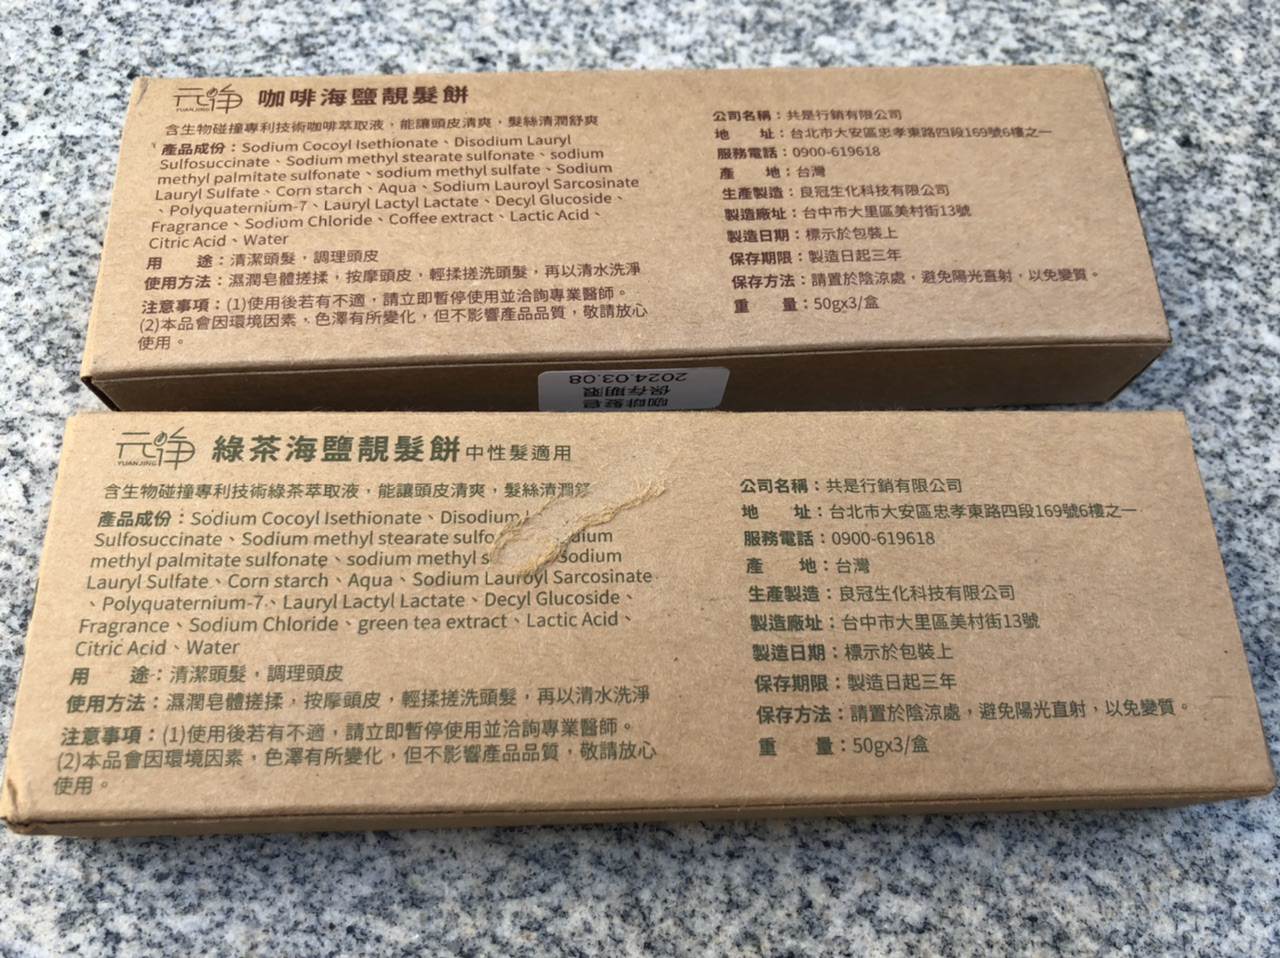 元淨 咖啡海鹽靚髮餅
YUANJING
含生物碰撞專利技術咖啡萃取液，能讓頭皮清爽，髮絲清潤舒爽
產品成份：Sodium Cocoyl Isethionate、Disodium Lauryl
Sulfosuccinate、Sodium methyl stearate sulfonate、sodium
methyl palmitate sulfonate、sodium methyl sulfate、Sodium
Lauryl Sulfate、Corn starch、Aqua、Sodium Lauroyl Sarcosinate
、Polyquaternium-7、Lauryl Lactyl Lactate、Decyl Glucoside、
Fragrance、Sodium Chloride、Coffee extract、Lactic Acid、
Citric Acid、Water
用　　途：清潔頭髮，調理頭皮
使用方法：濕潤皂體搓揉，按摩頭皮，輕揉搓洗頭髮，再以清水洗淨
注意事項：(1)使用後若有不適，請立即暫停使用並洽詢專業醫師。
(2)本品會因環境因素，色澤有所變化，但不影響產品品質，敬請放心
使用。
公司名稱：共是行銷有限公司
地　　址：台北市大安區忠孝東路四段169號6樓之一
服務電話：0900-619618
產　　地：台灣
生產製造：良冠生化科技有限公司
製造廠址：台中市大里區美村街13號
製造日期：標示於包裝上
保存期限：製造日起三年
保存方法：請置於陰涼處，避免陽光直射，以免變質。
重　　量：50gx3/盒
咖啡髮皂
保存期限
2024.03.08
元淨 綠茶海鹽靚髮餅 中性髮適用
YUANJING
含生物碰撞專利技術綠茶萃取液，能讓頭皮清爽，髮絲清潤舒
產品成份：Sodium Cocoyl Isethionate、Disodium
Sulfosuccinate、Sodium methyl stearate
methyl palmitate sulfonate、sodium methyl Sodium
Lauryl Sulfate、Corn starch、Aqua、Sodium Lauroyl Sarcosinate
、Polyquaternium-7、Lauryl Lactyl Lactate、Decyl Glucoside、
Fragrance、Sodium Chloride、green tea extract、Lactic Acid、
Citric Acid、Water
用　　途：清潔頭髮，調理頭皮
使用方法：濕潤皂體搓揉，按摩頭皮，輕揉搓洗頭髮，再以清水洗淨
注意事項：(1)使用後若有不適，請立即暫停使用並洽詢專業醫師。
(2)本品會因環境因素，色澤有所變化，但不影響產品品質，敬請放心
使用。
公司名稱：共是行銷有限公司
地　　址：台北市大安區忠孝東路四段169號6樓之一
服務電話：0900-619618
產　　地：台灣
生產製造：良冠生化科技有限公司
製造廠址：台中市大里區美村街13號
製造日期：標示於包裝上
保存期限：製造日起三年
保存方法：請置於陰涼處，避免陽光直射，以免變質。
重　　量：50gx3/盒